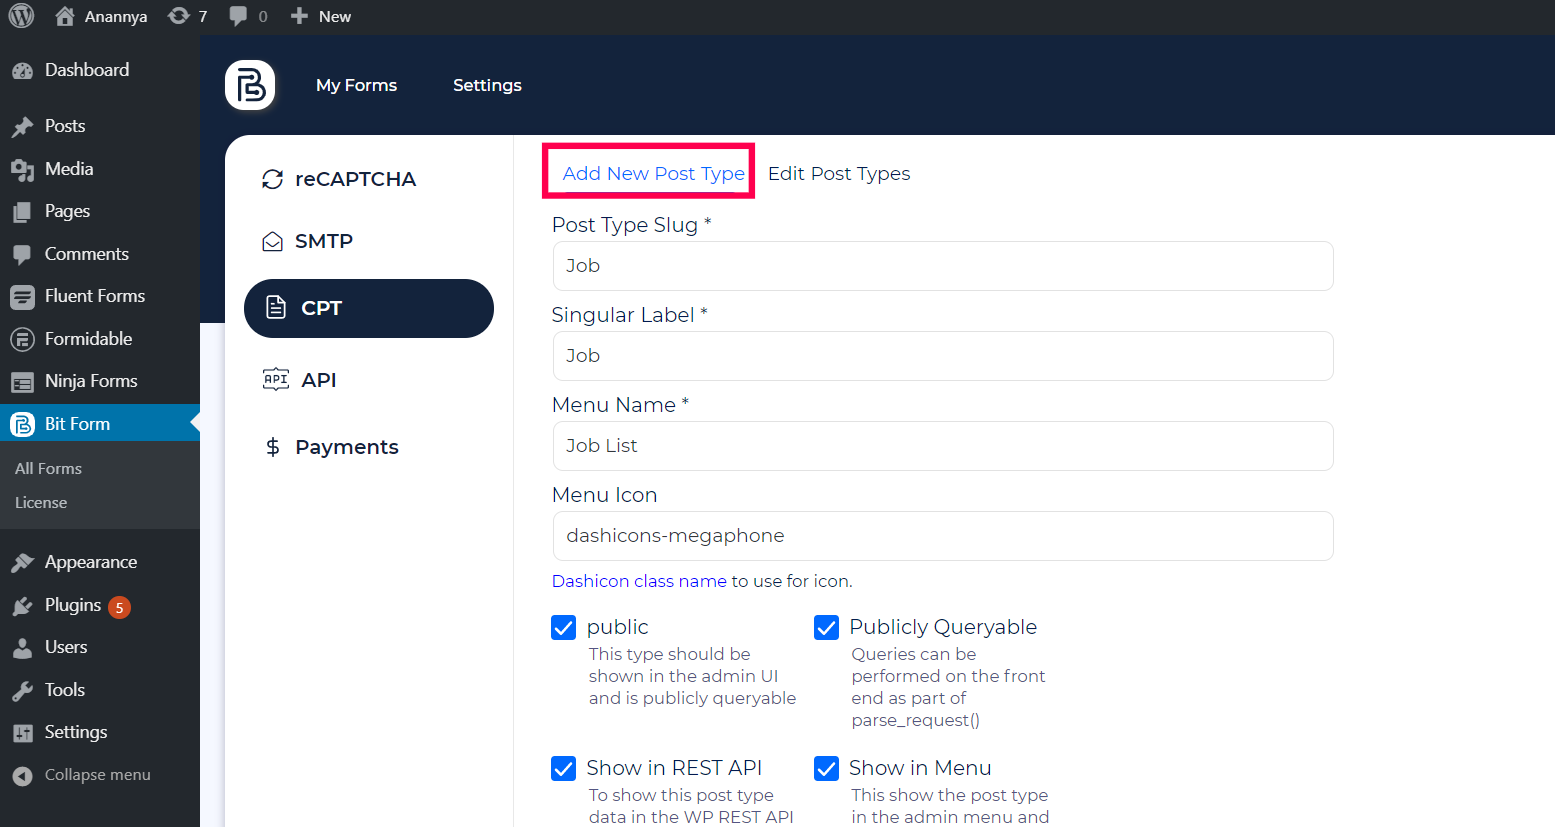 Anannya 7 0 New
Dashboard
Posts
Media
Pages
Comments
Fluent Forms
Formidable
Ninja Forms
Bit Form
All Forms
License
Appearance
Plugins 5
Users
Tools
Settings
Collapse menu
My Forms Settings
reCAPTCHA
SMTP
CPT
API API
$ Payments
Add New Post Type Edit Post Types
Post Type Slug *
Job
Singular Label *
Job
Menu Name *
Job List
Menu Icon
dashicons-megaphone
Dashicon class name to use for icon.
public
This type should be
shown in the admin UI
and is publicly queryable
Publicly Queryable
Queries can be
performed on the front
end as part of
parse_request()
Show in REST API
To show this post type
data in the WP REST API
Show in Menu
This show the post type
in the admin menu and